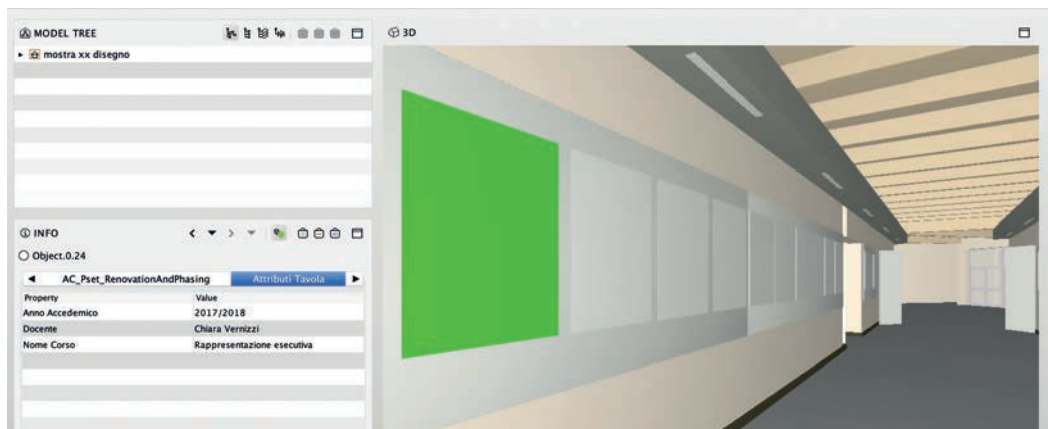 MODEL TREE
mostra xx disegno
3D
INFO
Object.0.24
AC_Pset_RenovationAndPhasing Attributi Tavola
Property Value
Anno Accedemico 2017/2018
Docente Chiara Vernizzi
Nome Corso Rappresentazione esecutiva